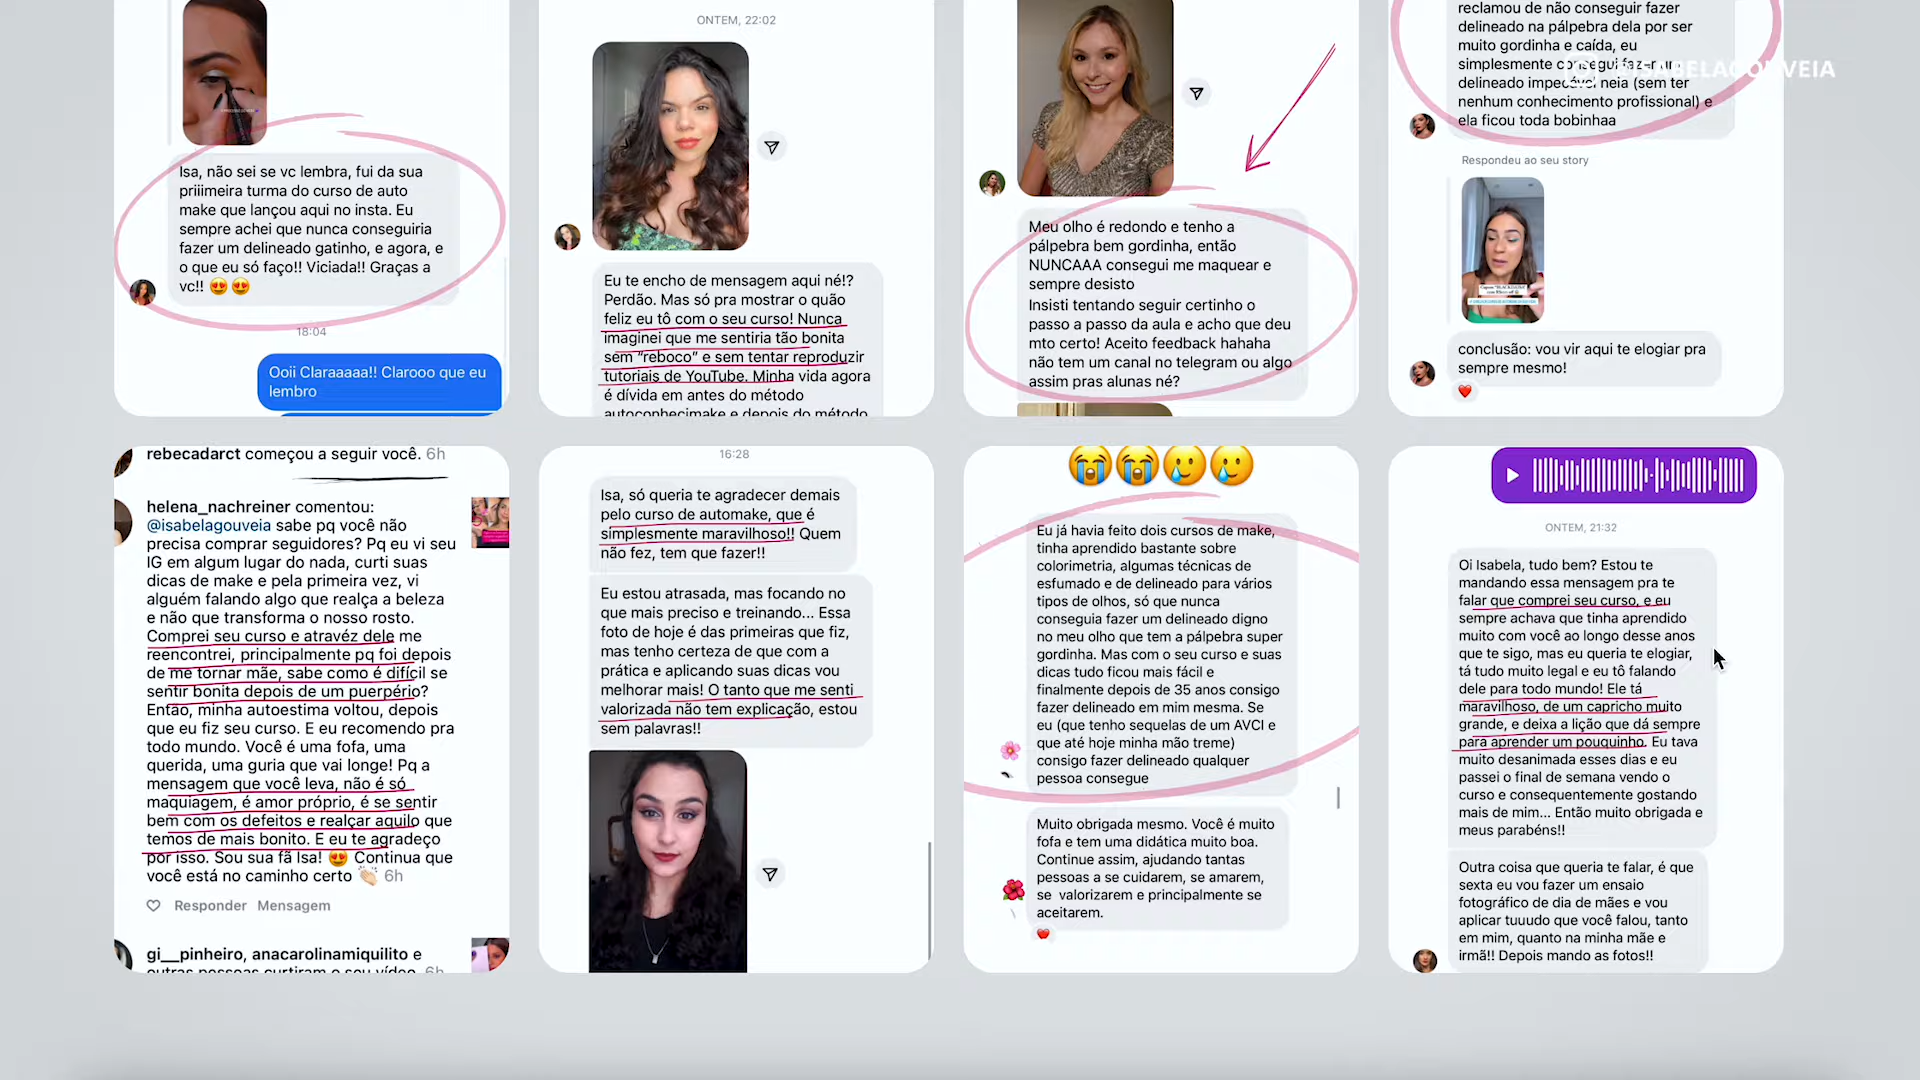 Isa, não sei se vc lembra, fui da sua
priiimeira turma do curso de auto
make que lançou aqui no insta. Eu
sempre achei que nunca conseguiria
fazer um delineado gatinho, e agora, e
o que eu só faço!! Viciada!! Graças a
vc!! 😍😍
18:04
Ooii Claraaaaa!! Clarooo que eu
lembro
ONTEM, 22:02
Eu te encho de mensagem aqui né!?
Perdão. Mas só pra mostrar o quão
feliz eu tô com o seu curso! Nunca
imaginei que me sentiria tão bonita
sem “reboco” e sem tentar reproduzir
tutoriais de YouTube. Minha vida agora
é dívida em antes do método
autoconhecimake e depois do método
Meu olho é redondo e tenho a
pálpebra bem gordinha, então
NUNCAAA consegui me maquear e
sempre desisto
Insisti tentando seguir certinho o
passo a passo da aula e acho que deu
mto certo! Aceito feedback hahaha
não tem um canal no telegram ou algo
assim pras alunas né?
reclamou de não conseguir fazer
delineado na pálpebra dela por ser
muito gordinha e caída, eu
simplesmente consegui fazer um
delineado impecável neia (sem ter
nenhum conhecimento profissional) e
ela ficou toda bobinhaa
@ISABELAGOUVEIA
Respondeu ao seu story
conclusão: vou vir aqui te elogiar pra
sempre mesmo!
❤️
rebecadarct começou a seguir você. 6h
helena_nachreiner comentou:
@isabelagouveia sabe pq você não
precisa comprar seguidores? Pq eu vi seu
IG em algum lugar do nada, curti suas
dicas de make e pela primeira vez, vi
alguém falando algo que realça a beleza
e não que transforma o nosso rosto.
Comprei seu curso e atravéz dele me
reencontrei, principalmente pq foi depois
de me tornar mãe, sabe como é difícil se
sentir bonita depois de um puerpério?
Então, minha autoestima voltou, depois
que eu fiz seu curso. E eu recomendo pra
todo mundo. Você é uma fofa, uma
querida, uma guria que vai longe! Pq a
mensagem que você leva, não é só
maquiagem, é amor próprio, é se sentir
bem com os defeitos e realçar aquilo que
temos de mais bonito. E eu te agradeço
por isso. Sou sua fã Isa! 😍 Continua que
você está no caminho certo 👏🏻 6h
Responder Mensagem
gi__pinheiro, anacarolinamiquilito e
outras pessoas curtiram o seu vídeo. 6h
16:28
Isa, só queria te agradecer demais
pelo curso de automake, que é
simplesmente maravilhoso!! Quem
não fez, tem que fazer!!
Eu estou atrasada, mas focando no
que mais preciso e treinando... Essa
foto de hoje é das primeiras que fiz,
mas tenho certeza de que com a
prática e aplicando suas dicas vou
melhorar mais! O tanto que me senti
valorizada não tem explicação, estou
sem palavras!!
😭😭🥲🥲
Eu já havia feito dois cursos de make,
tinha aprendido bastante sobre
colorimetria, algumas técnicas de
esfumado e de delineado para vários
tipos de olhos, só que nunca
conseguia fazer um delineado digno
no meu olho que tem a pálpebra super
gordinha. Mas com o seu curso e suas
dicas tudo ficou mais fácil e
finalmente depois de 35 anos consigo
fazer delineado em mim mesma. Se
eu (que tenho sequelas de um AVCI e
que até hoje minha mão treme)
consigo fazer delineado qualquer
pessoa consegue
Muito obrigada mesmo. Você é muito
fofa e tem uma didática muito boa.
Continue assim, ajudando tantas
pessoas a se cuidarem, se amarem,
se valorizarem e principalmente se
aceitarem.
❤️
ONTEM, 21:32
Oi Isabela, tudo bem? Estou te
mandando essa mensagem pra te
falar que comprei seu curso, e eu
sempre achava que tinha aprendido
muito com você ao longo desse anos
que te sigo, mas eu queria te elogiar,
tá tudo muito legal e eu tô falando
dele para todo mundo! Ele tá
maravilhoso, de um capricho muito
grande, e deixa a lição que dá sempre
para aprender um pouquinho. Eu tava
muito desanimada esses dias e eu
passei o final de semana vendo o
curso e consequentemente gostando
mais de mim... Então muito obrigada e
meus parabéns!!
Outra coisa que queria te falar, é que
sexta eu vou fazer um ensaio
fotográfico de dia de mães e vou
aplicar tuuudo que você falou, tanto
em mim, quanto na minha mãe e
irmã!! Depois mando as fotos!!